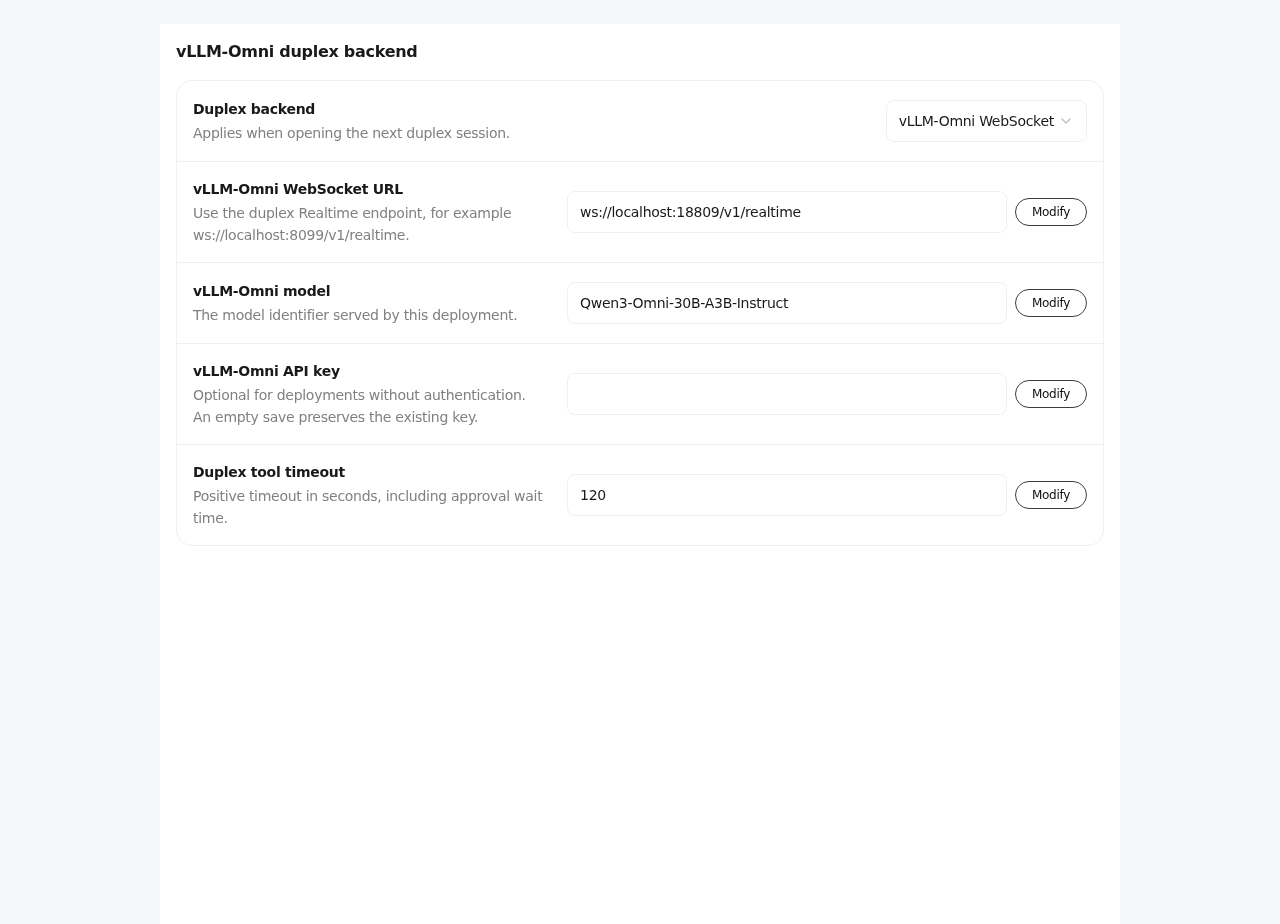 vLLM-Omni duplex backend
Duplex backend
Applies when opening the next duplex session.
vLLM-Omni WebSocket
vLLM-Omni WebSocket URL
Use the duplex Realtime endpoint, for example
ws://localhost:8099/v1/realtime.
ws://localhost:18809/v1/realtime
Modify
vLLM-Omni model
The model identifier served by this deployment.
Qwen3-Omni-30B-A3B-Instruct
Modify
vLLM-Omni API key
Optional for deployments without authentication.
An empty save preserves the existing key.
Modify
Duplex tool timeout
Positive timeout in seconds, including approval wait
time.
120
Modify